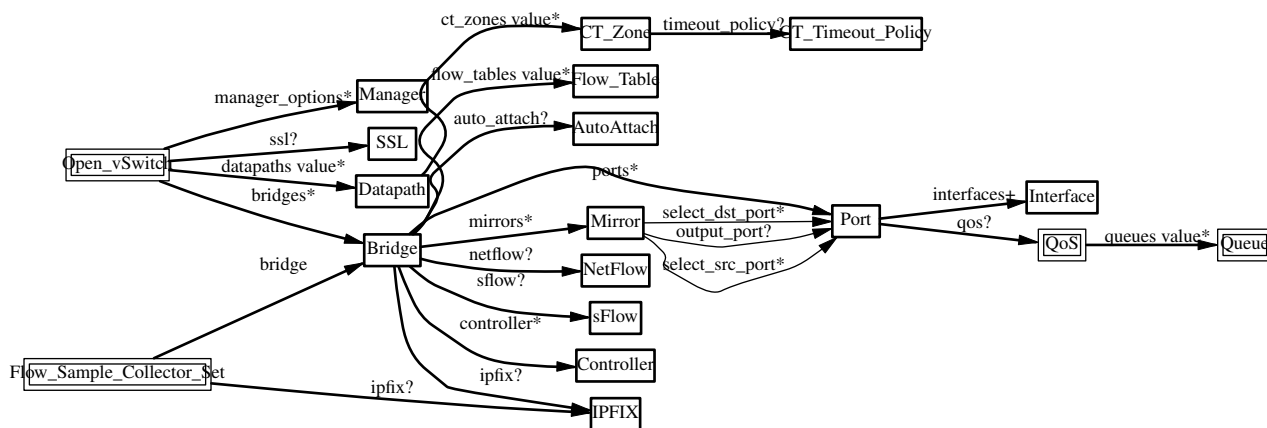 ct_zones value*
CT_Zone
timeout_policy?
CT_Timeout_Policy
flow_tables value*
Flow_Table
manager_options*
Manager
auto_attach?
AutoAttach
ssl?
SSL
Open_vSwitch
datapaths value*
Datapath
bridges*
ports*
interfaces+
Interface
mirrors*
Mirror
select_dst_port*
Port
output_port?
qos?
Bridge
QoS
queues value*
Queue
netflow?
NetFlow
select_src_port*
bridge
sflow?
sFlow
controller*
Controller
Flow_Sample_Collector_Set
ipfix?
ipfix?
IPFIX